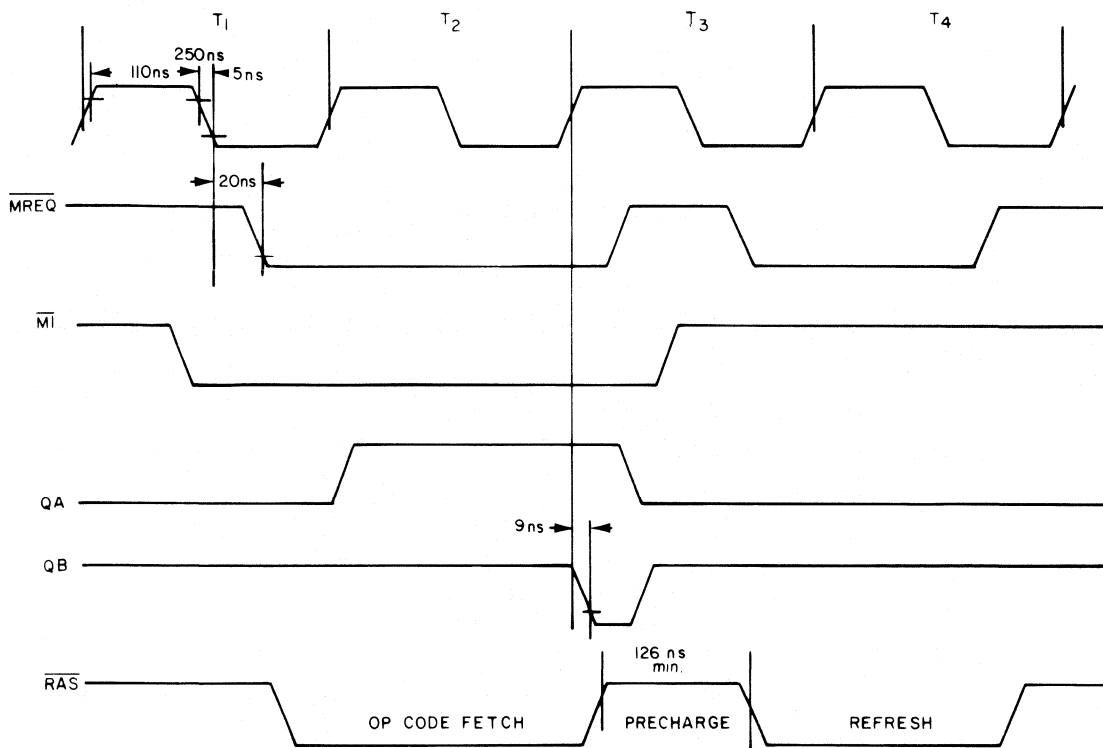 T1 T2 T3 T4
250ns
110ns 5ns
20ns
MREQ
MI
QA
9ns
QB
126 ns
min.
RAS
OP CODE FETCH PRECHARGE REFRESH